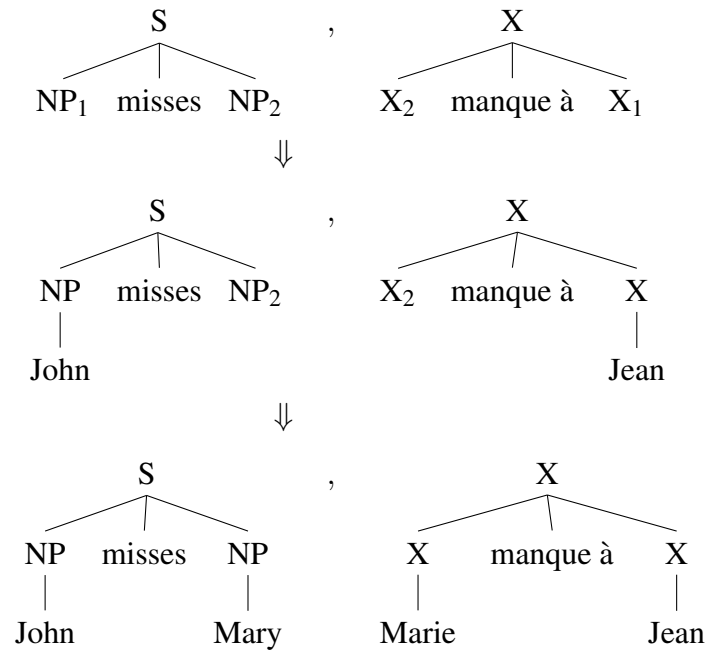 S , X
NP₁ misses NP₂ X₂ manque à X₁
⇓
S , X
NP misses NP₂ X₂ manque à X
John Jean
⇓
S , X
NP misses NP X manque à X
John Mary Marie Jean